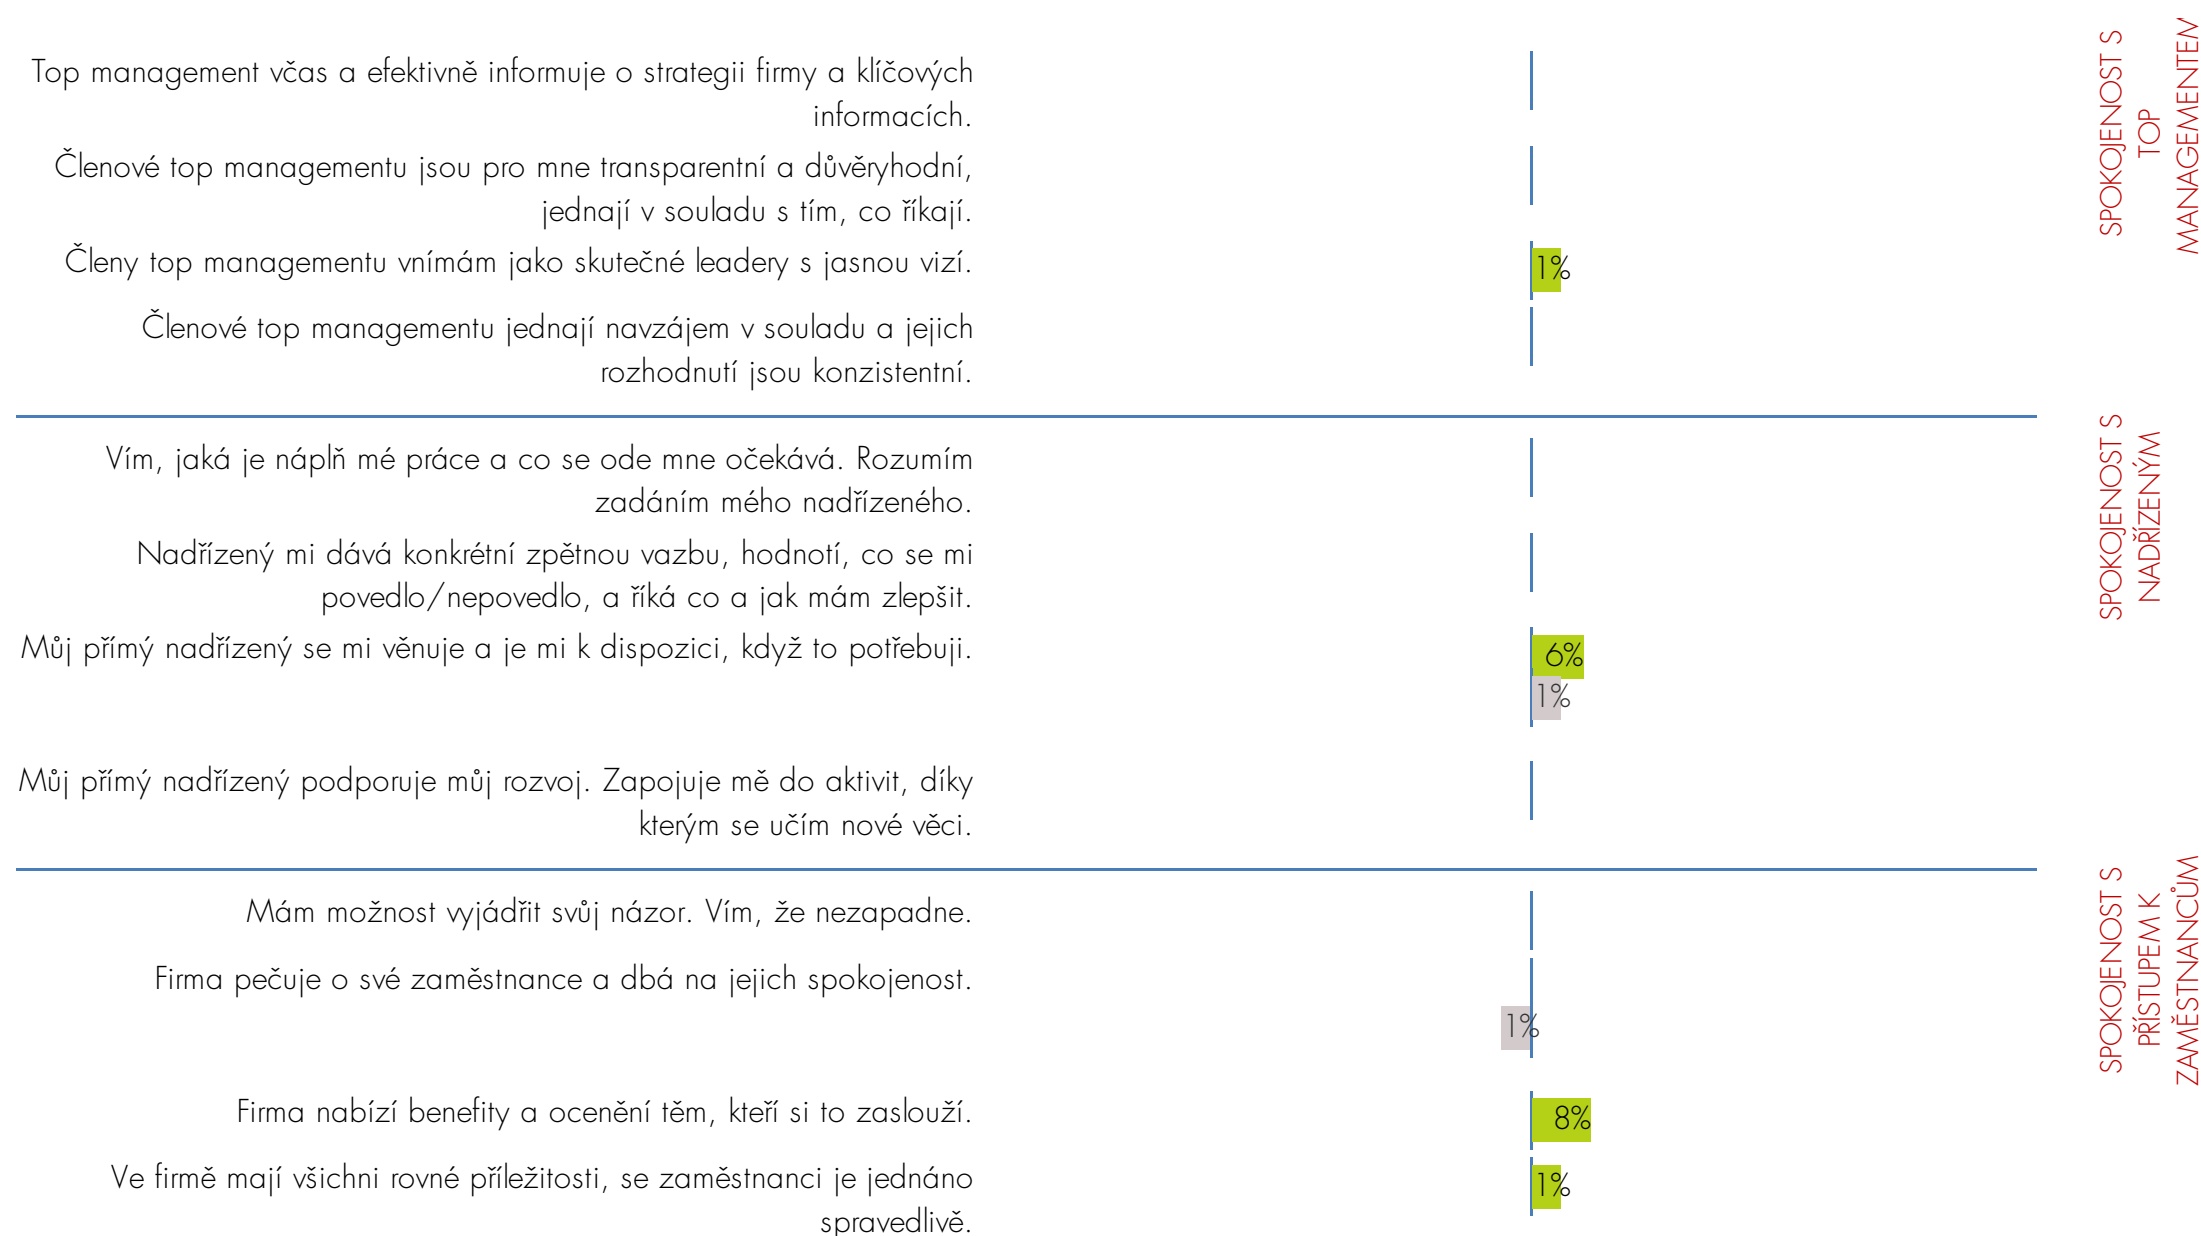 Top management včas a efektivně informuje o strategii firmy a klíčových
informacích.
Členové top managementu jsou pro mne transparentní a důvěryhodní,
jednají v souladu s tím, co říkají.
Členy top managementu vnímám jako skutečné leadery s jasnou vizí.
1%
Členové top managementu jednají navzájem v souladu a jejich
rozhodnutí jsou konzistentní.
SPOKOJENOST S
TOP
MANAGEMENTEM
Vím, jaká je náplň mé práce a co se ode mne očekává. Rozumím
zadáním mého nadřízeného.
Nadřízený mi dává konkrétní zpětnou vazbu, hodnotí, co se mi
povedlo/nepovedlo, a říká co a jak mám zlepšit.
Můj přímý nadřízený se mi věnuje a je mi k dispozici, když to potřebuji.
6%
1%
Můj přímý nadřízený podporuje můj rozvoj. Zapojuje mě do aktivit, díky
kterým se učím nové věci.
SPOKOJENOST S
NADŘÍZENÝM
Mám možnost vyjádřit svůj názor. Vím, že nezapadne.
Firma pečuje o své zaměstnance a dbá na jejich spokojenost.
1%
Firma nabízí benefity a ocenění těm, kteří si to zaslouží.
8%
Ve firmě mají všichni rovné příležitosti, se zaměstnanci je jednáno
spravedlivě.
1%
SPOKOJENOST S
PŘÍSTUPEM K
ZAMĚSTNANCŮM